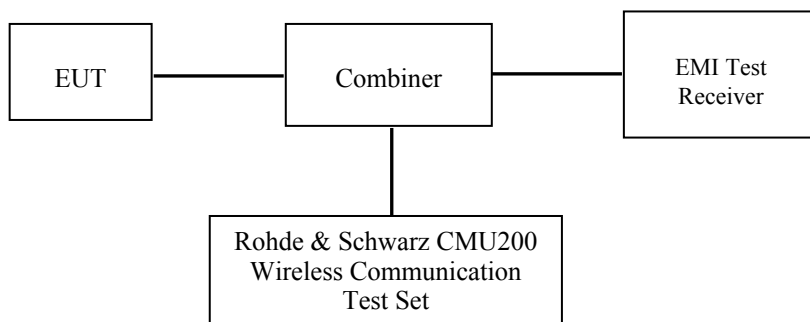 EUT
Combiner
EMI Test
Receiver
Rohde & Schwarz CMU200
Wireless Communication
Test Set